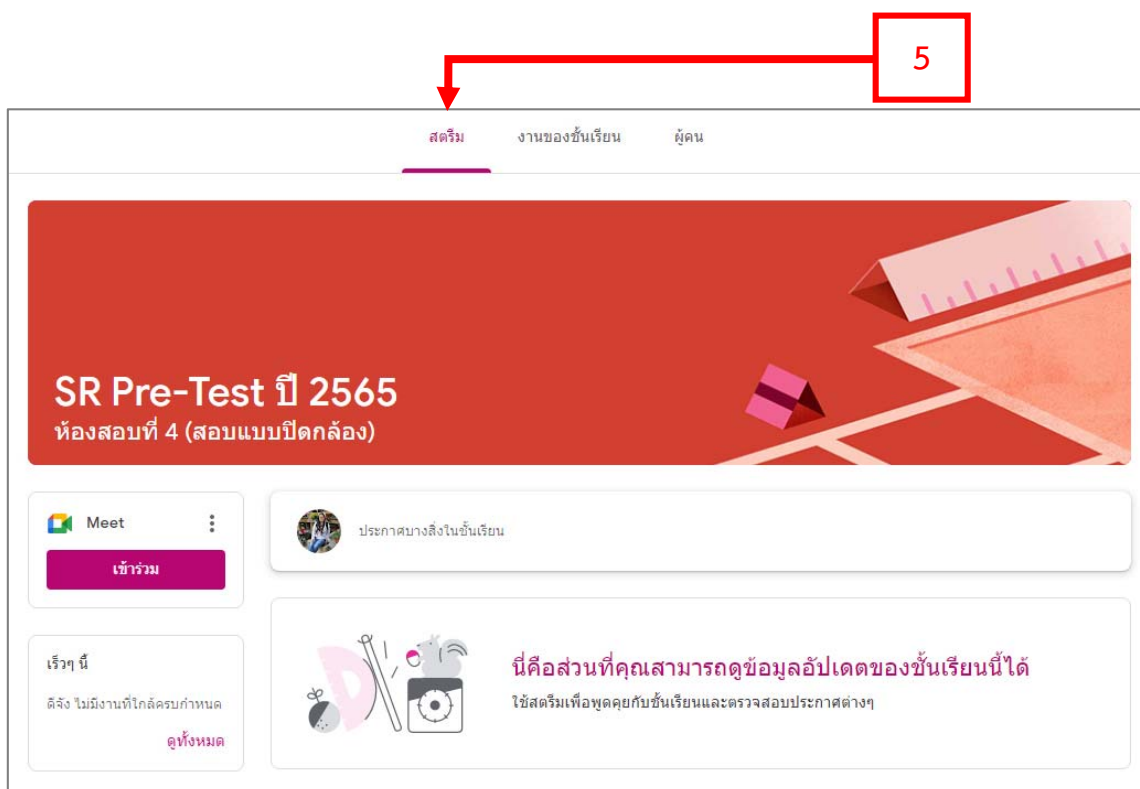 5
สตรีม งานของชั้นเรียน ผู้คน
SR Pre-Test ปี 2565
ห้องสอบที่ 4 (สอบแบบปิดกล้อง)
Meet
เข้าร่วม
ประกาศบางสิ่งในชั้นเรียน
เร็วๆ นี้
ดีจัง ไม่มีงานที่ใกล้ครบกำหนด
ดูทั้งหมด
นี่คือส่วนที่คุณสามารถดูข้อมูลอัปเดตของชั้นเรียนนี้ได้
ใช้สตรีมเพื่อพูดคุยกับชั้นเรียนและตรวจสอบประกาศต่างๆ